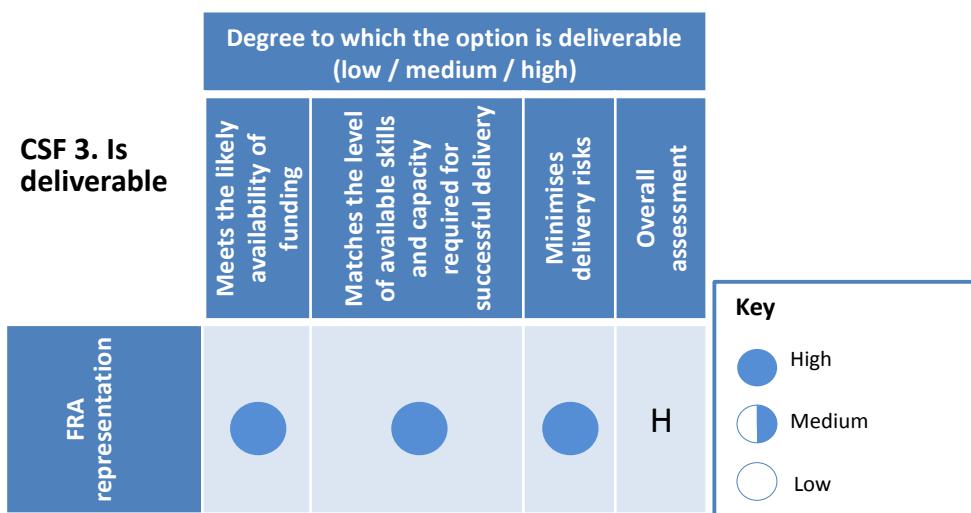 Degree to which the option is deliverable
(low / medium / high)
CSF 3. Is
deliverable
Meets the likely
availability of
funding
Matches the level
of available skills
and capacity
required for
successful delivery
Minimises
delivery risks
Overall
assessment
FRA
representation
H
Key
High
Medium
Low